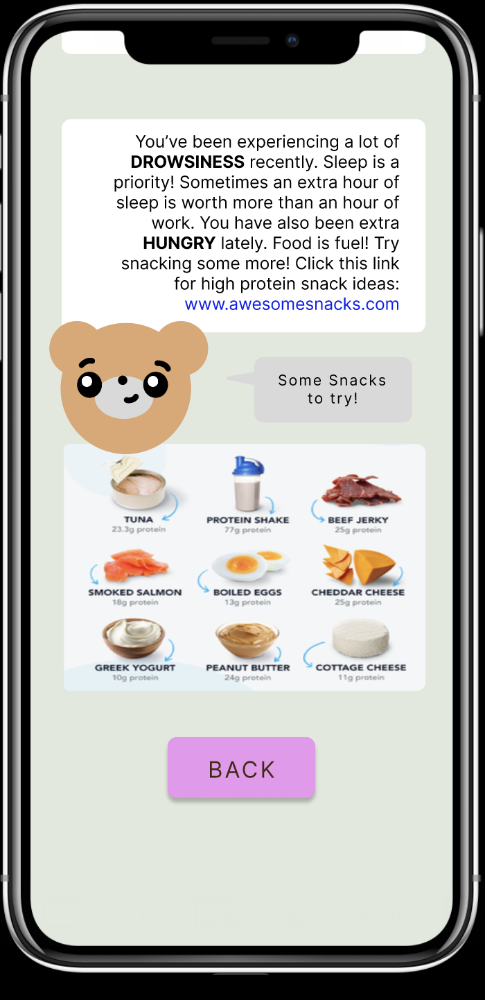 You’ve been experiencing a lot of
DROWSINESS recently. Sleep is a
priority! Sometimes an extra hour of
sleep is worth more than an hour of
work. You have also been extra
HUNGRY lately. Food is fuel! Try
snacking some more! Click this link
for high protein snack ideas:
www.awesomesnacks.com
Some Snacks
to try!
TUNA
23.3g protein
PROTEIN SHAKE
77g protein
BEEF JERKY
25g protein
SMOKED SALMON
18g protein
BOILED EGGS
13g protein
CHEDDAR CHEESE
25g protein
GREEK YOGURT
10g protein
PEANUT BUTTER
24g protein
COTTAGE CHEESE
11g protein
BACK